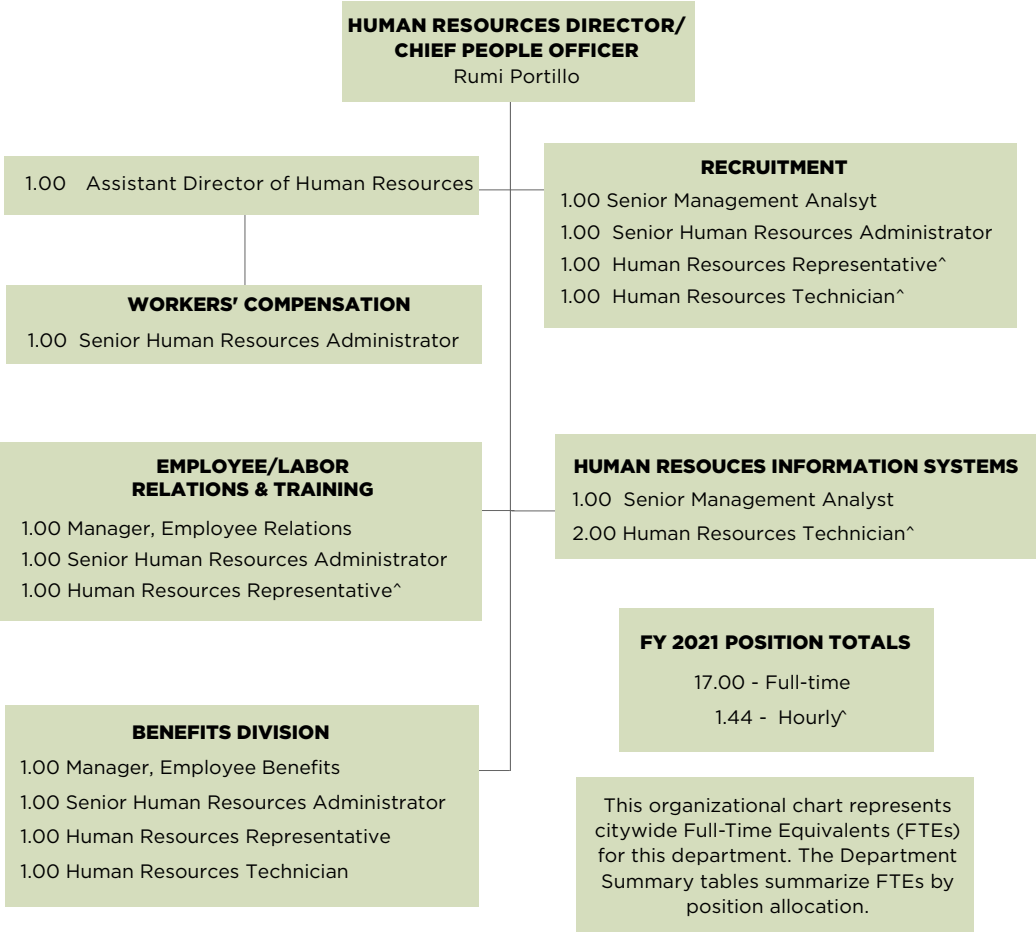 HUMAN RESOURCES DIRECTOR/
CHIEF PEOPLE OFFICER
Rumi Portillo
1.00 Assistant Director of Human Resources
RECRUITMENT
1.00 Senior Management Analsyt
1.00 Senior Human Resources Administrator
1.00 Human Resources Representative^
1.00 Human Resources Technician^
WORKERS' COMPENSATION
1.00 Senior Human Resources Administrator
EMPLOYEE/LABOR
RELATIONS & TRAINING
1.00 Manager, Employee Relations
1.00 Senior Human Resources Administrator
1.00 Human Resources Representative^
HUMAN RESOUCES INFORMATION SYSTEMS
1.00 Senior Management Analyst
2.00 Human Resources Technician^
FY 2021 POSITION TOTALS
17.00 - Full-time
1.44 - Hourly^
BENEFITS DIVISION
1.00 Manager, Employee Benefits
1.00 Senior Human Resources Administrator
1.00 Human Resources Representative
1.00 Human Resources Technician
This organizational chart represents
citywide Full-Time Equivalents (FTEs)
for this department. The Department
Summary tables summarize FTEs by
position allocation.